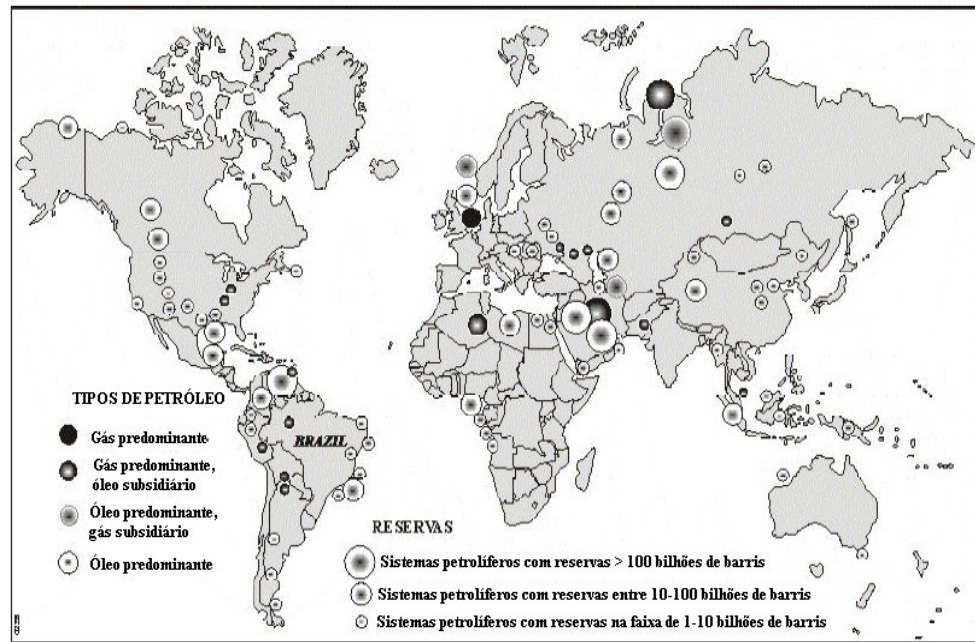 BRAZIL
TIPOS DE PETRÓLEO
Gás predominante
Gás predominante,
óleo subsidiário
Óleo predominante,
gás subsidiário
Óleo predominante
RESERVAS
Sistemas petrolíferos com reservas > 100 bilhões de barris
Sistemas petrolíferos com reservas entre 10-100 bilhões de barris
Sistemas petrolíferos com reservas na faixa de 1-10 bilhões de barris